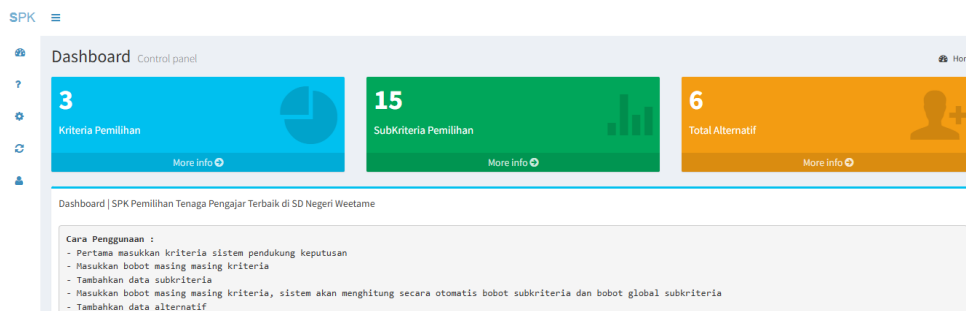 SPK
Dashboard Control panel
3
Kriteria Pemilihan
More info
15
SubKriteria Pemilihan
More info
6
Total Alternatif
More info
Dashboard | SPK Pemilihan Tenaga Pengajar Terbaik di SD Negeri Weetame
Cara Penggunaan :
- Pertama masukkan kriteria sistem pendukung keputusan
- Masukkan bobot masing masing kriteria
- Tambahkan data subkriteria
- Masukkan bobot masing masing kriteria, sistem akan menghitung secara otomatis bobot subkriteria dan bobot global subkriteria
- Tambahkan data alternatif